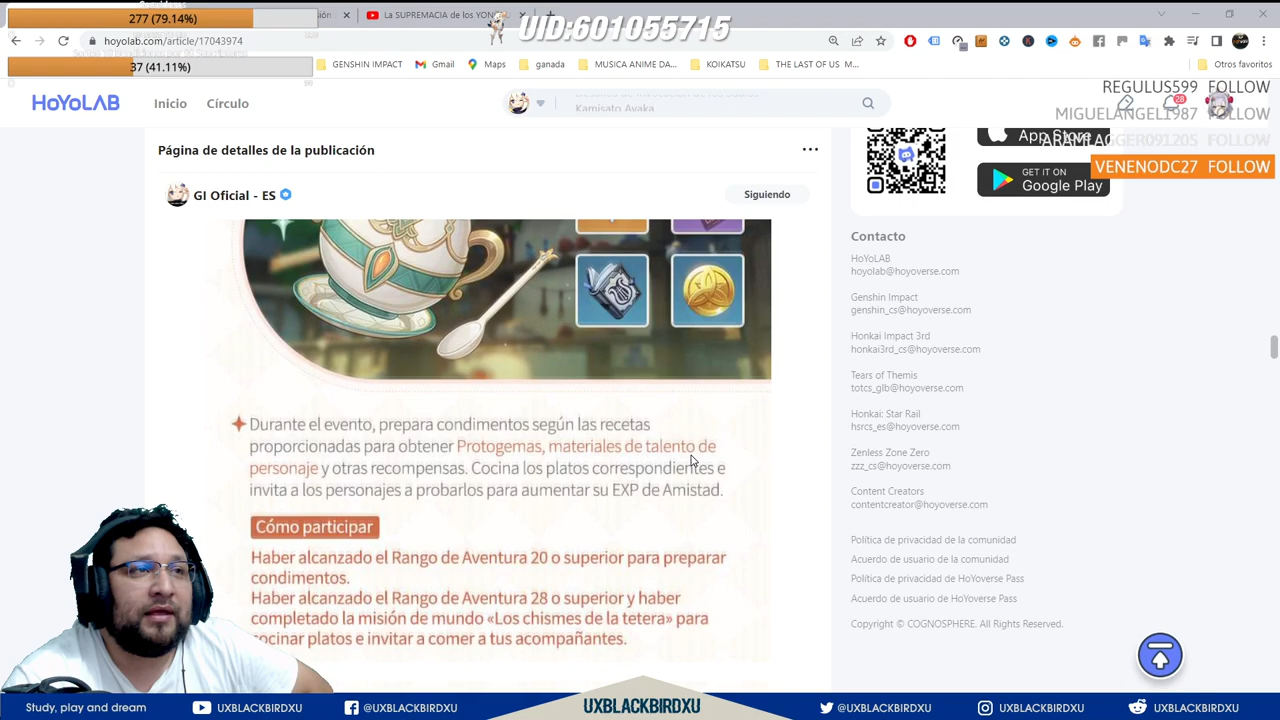 277 (79.14%)
La SUPREMACIA de los YON
UID:601055715
hoyolab.com/article/17043974
37 (41.11%)
GENSHIN IMPACT
Gmail
Maps
ganada
MUSICA ANIME DA...
KOIKATSU
THE LAST OF US M...
Otros favoritos
HoYoLAB
Inicio
Círculo
Kamisato Ayaka
28
REGULUS599 FOLLOW
MIGUELANGEL1987 FOLLOW
FOLLOW
VENENODC27 FOLLOW
Página de detalles de la publicación
App Store
GET IT ON
Google Play
GI Oficial - ES
Siguiendo
Durante el evento, prepara condimentos según las recetas
proporcionadas para obtener Protogemas, materiales de talento de
personaje y otras recompensas. Cocina los platos correspondientes e
invita a los personajes a probarlos para aumentar su EXP de Amistad.
Cómo participar
Haber alcanzado el Rango de Aventura 20 o superior para preparar
condimentos.
Haber alcanzado el Rango de Aventura 28 o superior y haber
completado la misión de mundo «Los chismes de la tetera» para
cocinar platos e invitar a comer a tus acompañantes.
Contacto
HoYoLAB
hoyolab@hoyoverse.com
Genshin Impact
genshin_cs@hoyoverse.com
Honkai Impact 3rd
honkai3rd_cs@hoyoverse.com
Tears of Themis
totcs_glb@hoyoverse.com
Honkai: Star Rail
hsrcs_es@hoyoverse.com
Zenless Zone Zero
zzz_cs@hoyoverse.com
Content Creators
contentcreator@hoyoverse.com
Política de privacidad de la comunidad
Acuerdo de usuario de la comunidad
Política de privacidad de HoYoverse Pass
Acuerdo de usuario de HoYoverse Pass
Copyright © COGNOSPHERE. All Rights Reserved.
Study, play and dream
UXBLACKBIRDXU
@UXBLACKBIRDXU
UXBLACKBIRDXU
@UXBLACKBIRDXU
UXBLACKBIRDXU
UXBLACKBIRDXU